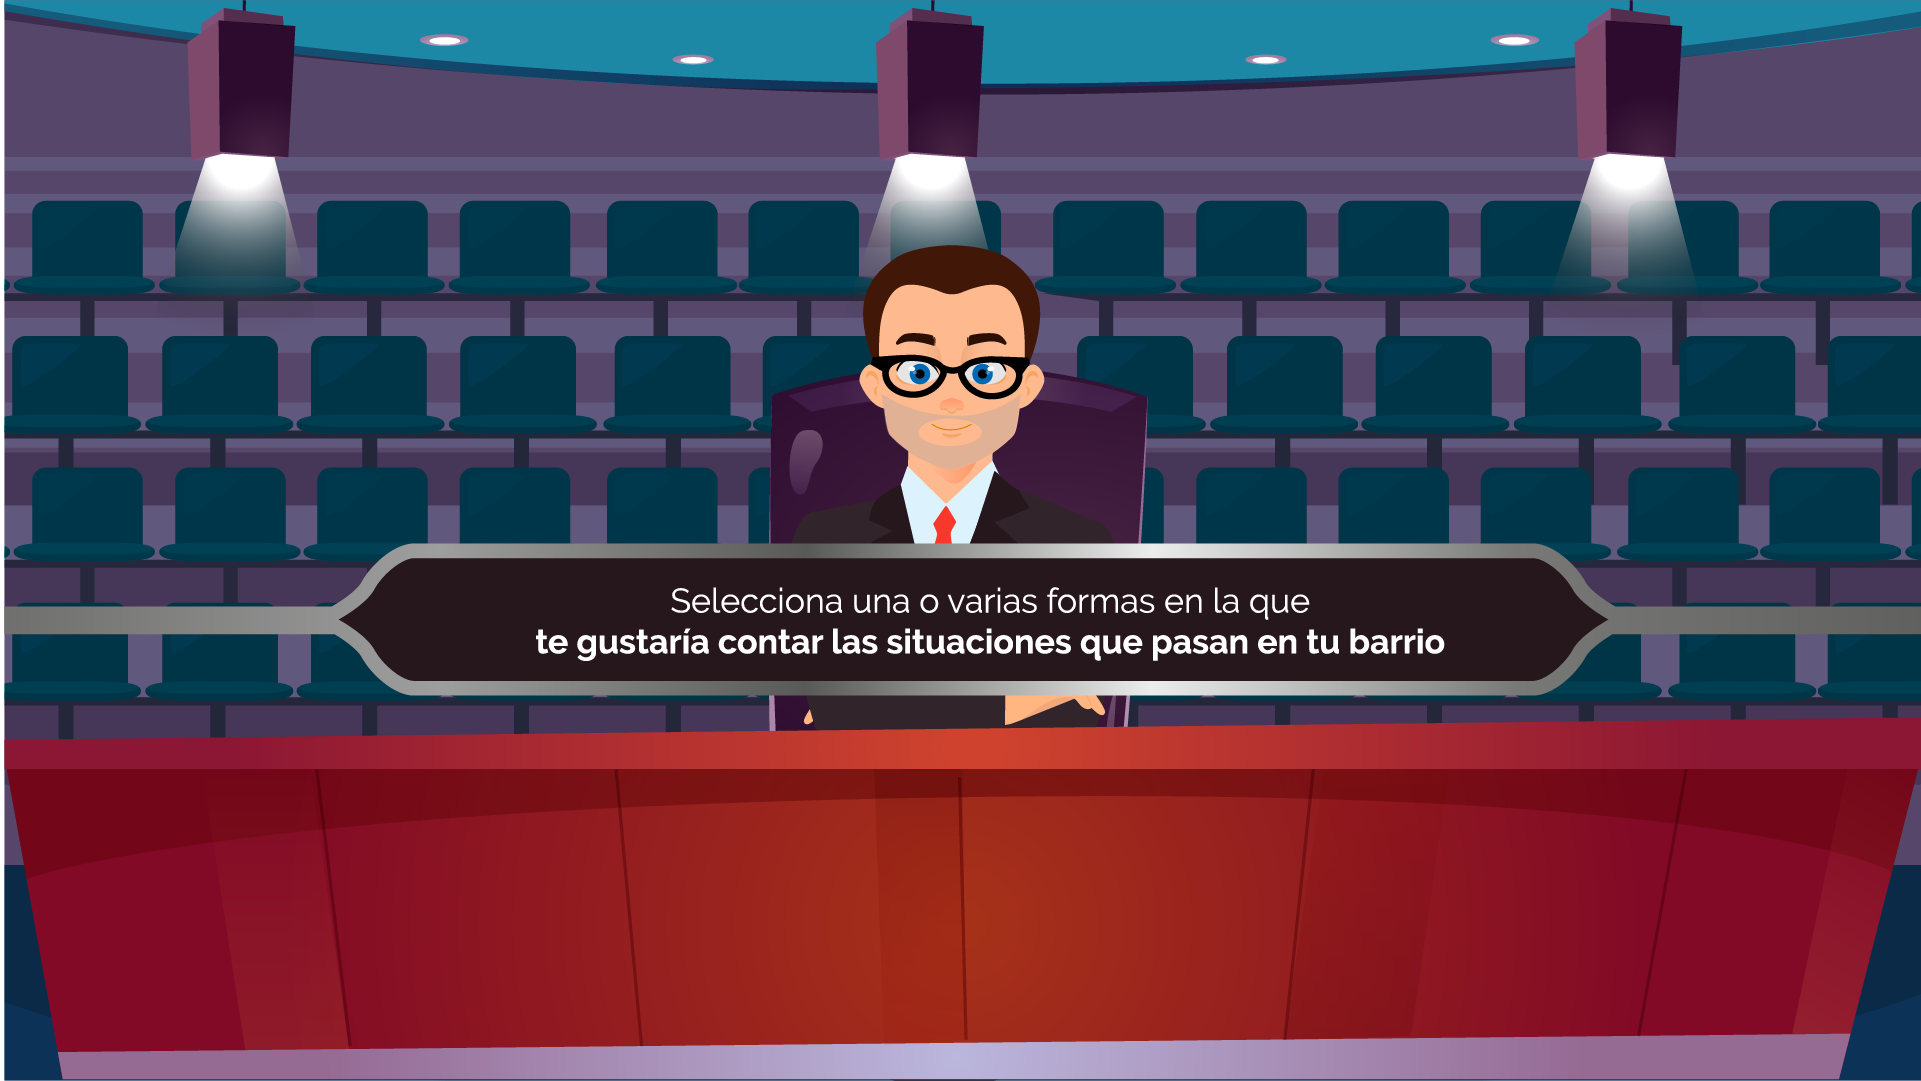 Selecciona una o varias formas en la que
te gustaría contar las situaciones que pasan en tu barrio